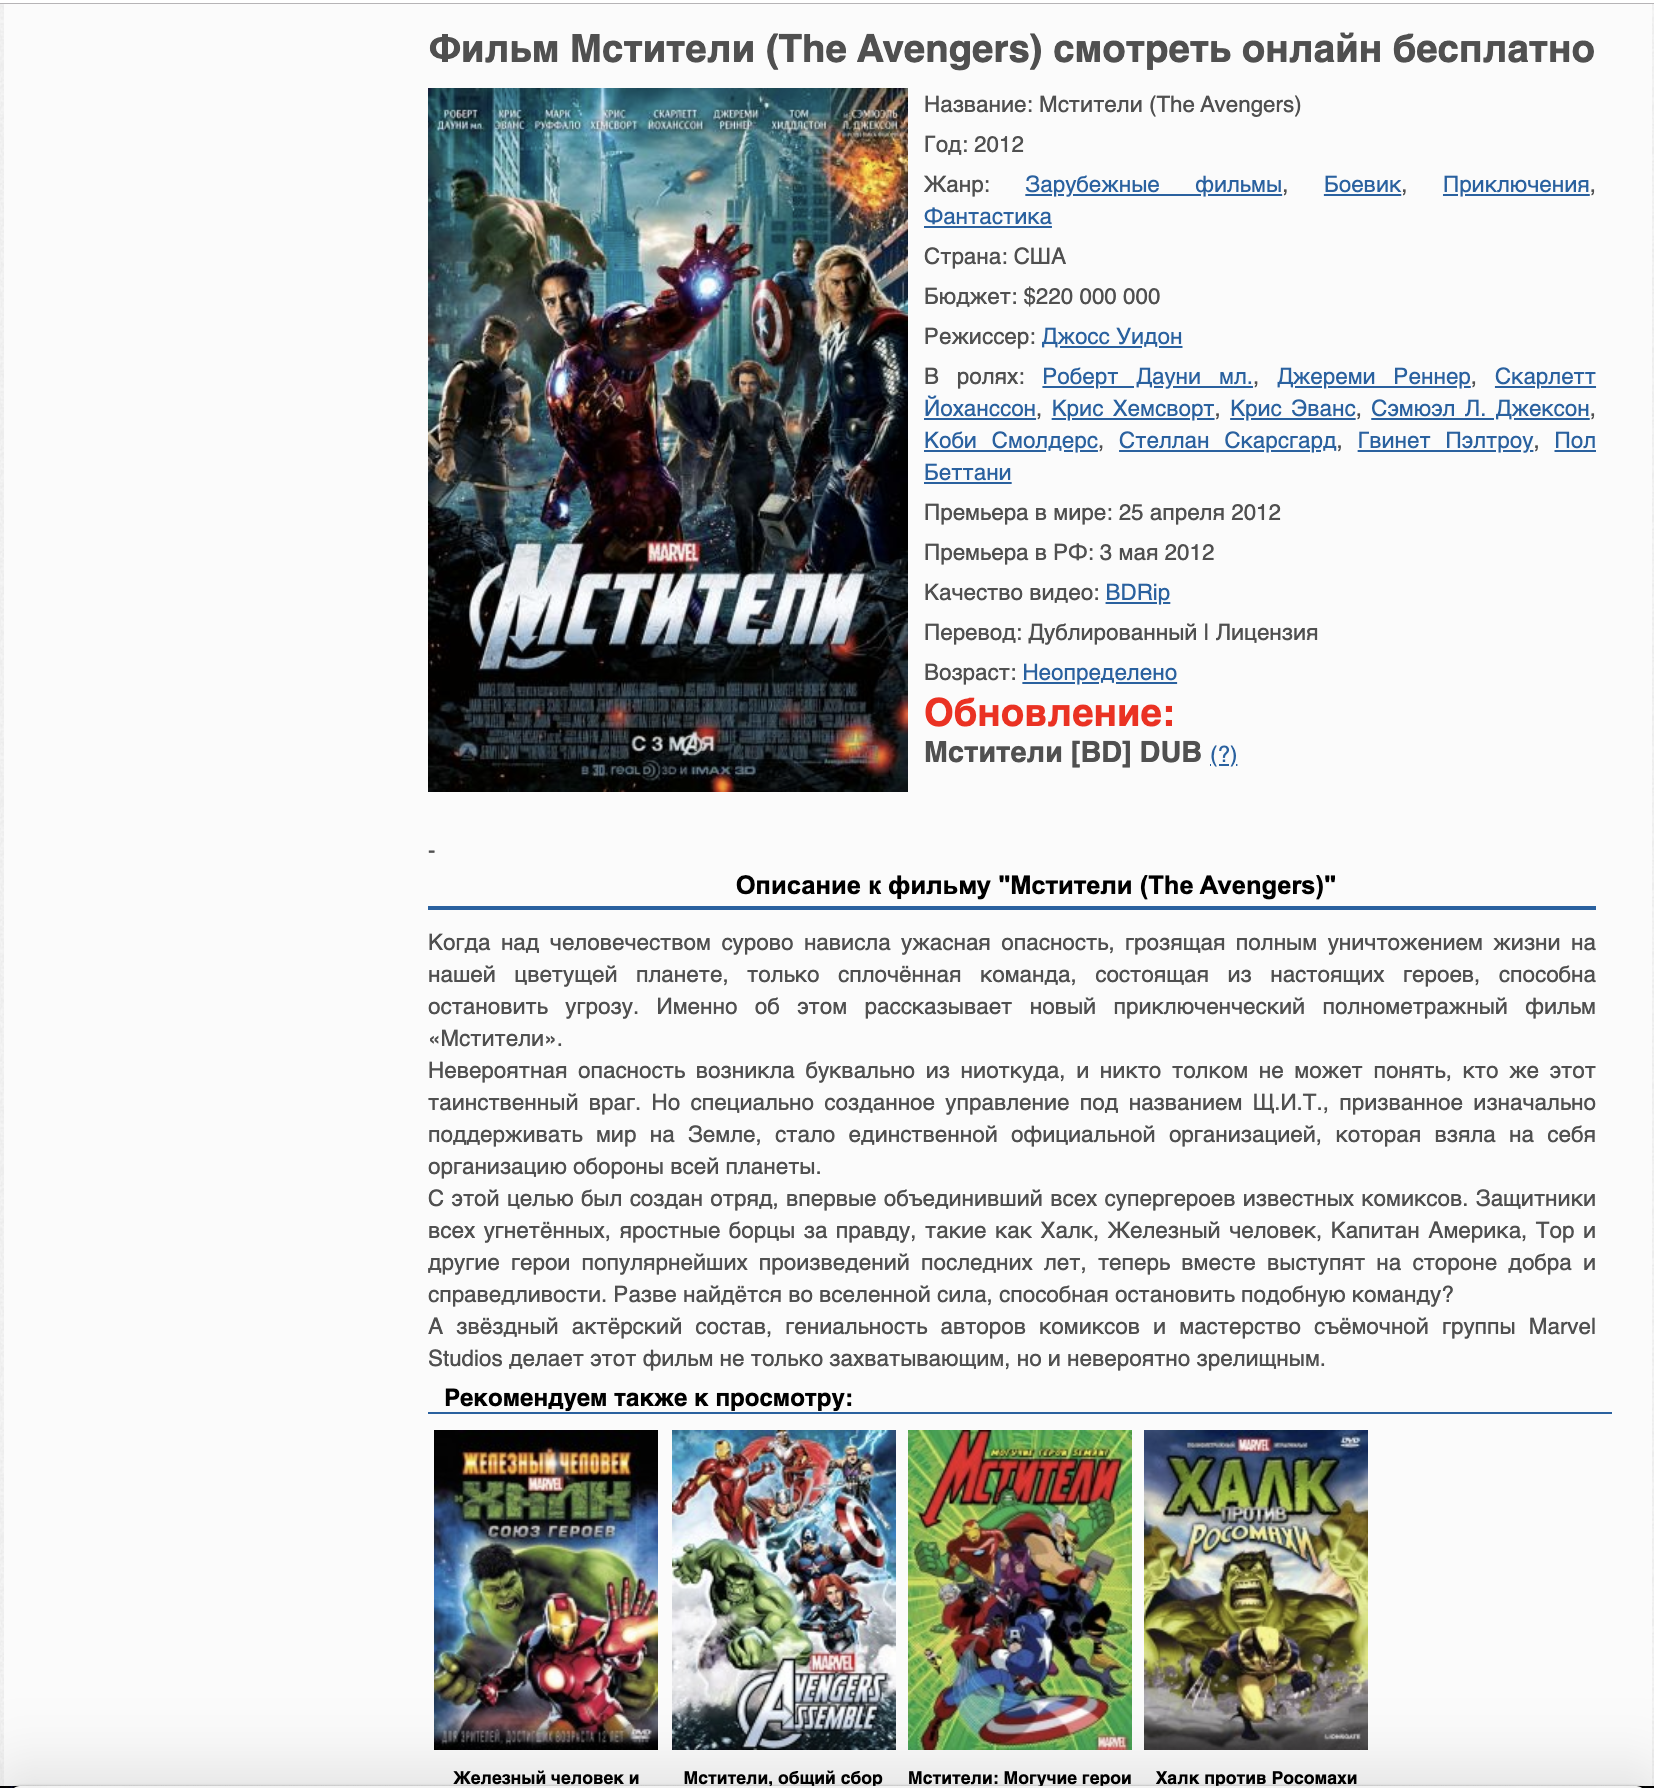 Фильм Мстители (The Avengers) смотреть онлайн бесплатно
РОБЕРТ КРИС МАРК КРИС СКАРЛЕТТ ДЖЕРЕМИ ТОМ И СЭМЮЭЛЬ
ДАУНИ мл. ЭВАНС РУФФАЛО ХЕМСВОРТ ЙОХАНССОН РЕННЕР ХИДДЛСТОН Л. ДЖЕКСОН
MARVEL
МСТИТЕЛИ
С 3 МАЯ
В 3D, REAL D 3D И IMAX 3D
Название: Мстители (The Avengers)
Год: 2012
Жанр: Зарубежные фильмы, Боевик, Приключения,
Фантастика
Страна: США
Бюджет: $220 000 000
Режиссер: Джосс Уидон
В ролях: Роберт Дауни мл., Джереми Реннер, Скарлетт
Йоханссон, Крис Хемсворт, Крис Эванс, Сэмюэл Л. Джексон,
Коби Смолдерс, Стеллан Скарсгард, Гвинет Пэлтроу, Пол
Беттани
Премьера в мире: 25 апреля 2012
Премьера в РФ: 3 мая 2012
Качество видео: BDRip
Перевод: Дублированный | Лицензия
Возраст: Неопределено
Обновление:
Мстители [BD] DUB (?)
-
Описание к фильму "Мстители (The Avengers)"
Когда над человечеством сурово нависла ужасная опасность, грозящая полным уничтожением жизни на
нашей цветущей планете, только сплочённая команда, состоящая из настоящих героев, способна
остановить угрозу. Именно об этом рассказывает новый приключенческий полнометражный фильм
«Мстители».
Невероятная опасность возникла буквально из ниоткуда, и никто толком не может понять, кто же этот
таинственный враг. Но специально созданное управление под названием Щ.И.Т., призванное изначально
поддерживать мир на Земле, стало единственной официальной организацией, которая взяла на себя
организацию обороны всей планеты.
С этой целью был создан отряд, впервые объединивший всех супергероев известных комиксов. Защитники
всех угнетённых, яростные борцы за правду, такие как Халк, Железный человек, Капитан Америка, Тор и
другие герои популярнейших произведений последних лет, теперь вместе выступят на стороне добра и
справедливости. Разве найдётся во вселенной сила, способная остановить подобную команду?
А звёздный актёрский состав, гениальность авторов комиксов и мастерство съёмочной группы Marvel
Studios делает этот фильм не только захватывающим, но и невероятно зрелищным.
Рекомендуем также к просмотру:
ЖЕЛЕЗНЫЙ ЧЕЛОВЕК
MARVEL
И ХАЛК
СОЮЗ ГЕРОЕВ
ДЛЯ ЗРИТЕЛЕЙ, ДОСТИГШИХ ВОЗРАСТА 12 ЛЕТ DVD
MARVEL
AVENGERS
ASSEMBLE
МОГУЧИЕ ГЕРОИ ЗЕМЛИ!
МСТИТЕЛИ
MARVEL
MARVEL DVD
ХАЛК
ПРОТИВ
РОСОМАХИ
LIONSGATE
Железный человек и
Мстители, общий сбор
Мстители: Могучие герои
Халк против Росомахи